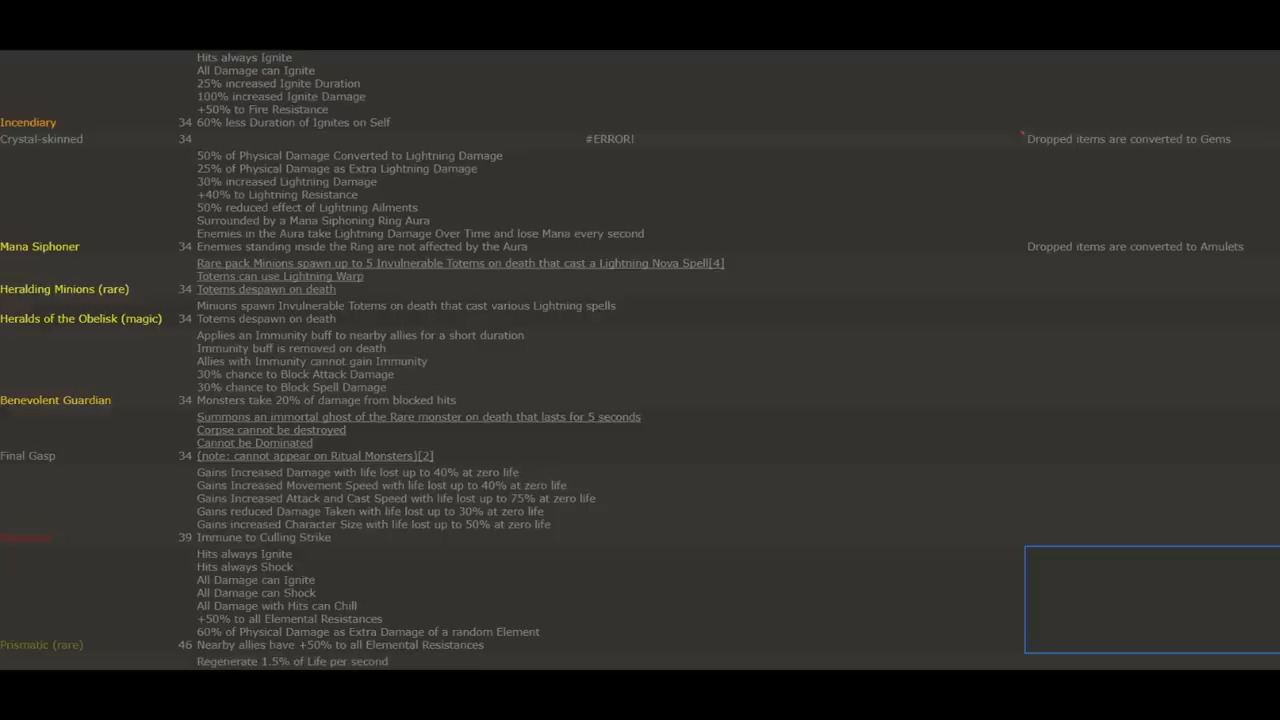 Hits always Ignite
All Damage can Ignite
25% increased Ignite Duration
100% increased Ignite Damage
+50% to Fire Resistance
Incendiary 34 60% less Duration of Ignites on Self
Crystal-skinned 34 #ERROR! Dropped items are converted to Gems
50% of Physical Damage Converted to Lightning Damage
25% of Physical Damage as Extra Lightning Damage
30% increased Lightning Damage
+40% to Lightning Resistance
50% reduced effect of Lightning Ailments
Surrounded by a Mana Siphoning Ring Aura
Enemies in the Aura take Lightning Damage Over Time and lose Mana every second
Mana Siphoner 34 Enemies standing inside the Ring are not affected by the Aura Dropped items are converted to Amulets
Rare pack Minions spawn up to 5 Invulnerable Totems on death that cast a Lightning Nova Spell[4]
Totems can use Lightning Warp
Heralding Minions (rare) 34 Totems despawn on death
Minions spawn Invulnerable Totems on death that cast various Lightning spells
Heralds of the Obelisk (magic) 34 Totems despawn on death
Applies an Immunity buff to nearby allies for a short duration
Immunity buff is removed on death
Allies with Immunity cannot gain Immunity
30% chance to Block Attack Damage
30% chance to Block Spell Damage
Benevolent Guardian 34 Monsters take 20% of damage from blocked hits
Summons an immortal ghost of the Rare monster on death that lasts for 5 seconds
Corpse cannot be destroyed
Cannot be Dominated
Final Gasp 34 (note: cannot appear on Ritual Monsters)[2]
Gains Increased Damage with life lost up to 40% at zero life
Gains Increased Movement Speed with life lost up to 40% at zero life
Gains Increased Attack and Cast Speed with life lost up to 75% at zero life
Gains reduced Damage Taken with life lost up to 30% at zero life
Gains increased Character Size with life lost up to 50% at zero life
39 Immune to Culling Strike
Hits always Ignite
Hits always Shock
All Damage can Ignite
All Damage can Shock
All Damage with Hits can Chill
+50% to all Elemental Resistances
60% of Physical Damage as Extra Damage of a random Element
Prismatic (rare) 46 Nearby allies have +50% to all Elemental Resistances
Regenerate 1.5% of Life per second